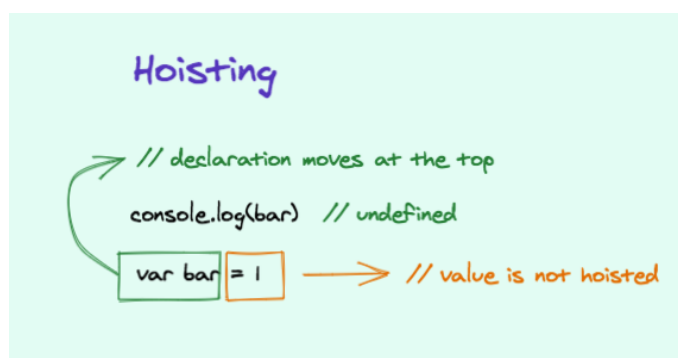 Hoisting
// declaration moves at the top
console.log(bar) // undefined
var bar = 1 // value is not hoisted